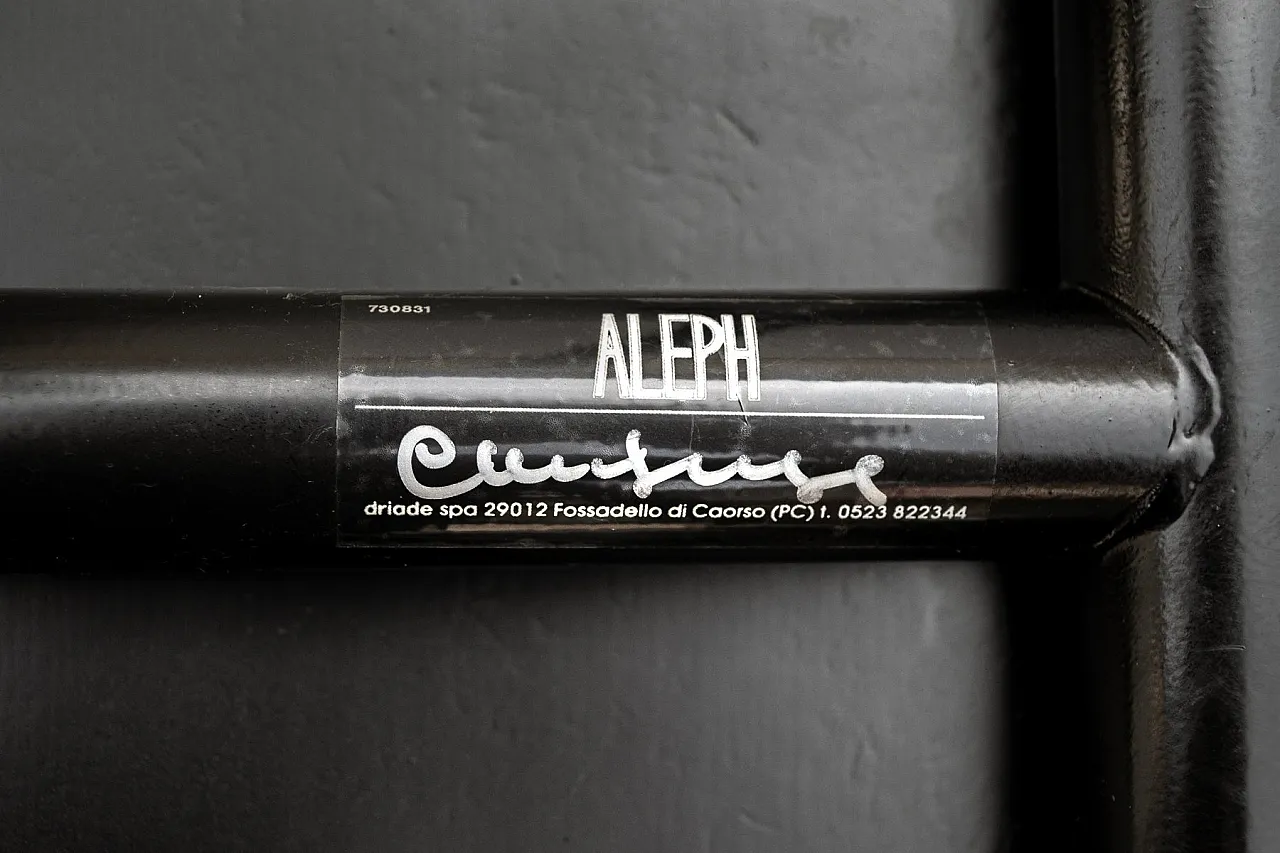 730831
ALEPH
driade spa 29012 Fossadello di Caorso (PC) t. 0523 822344